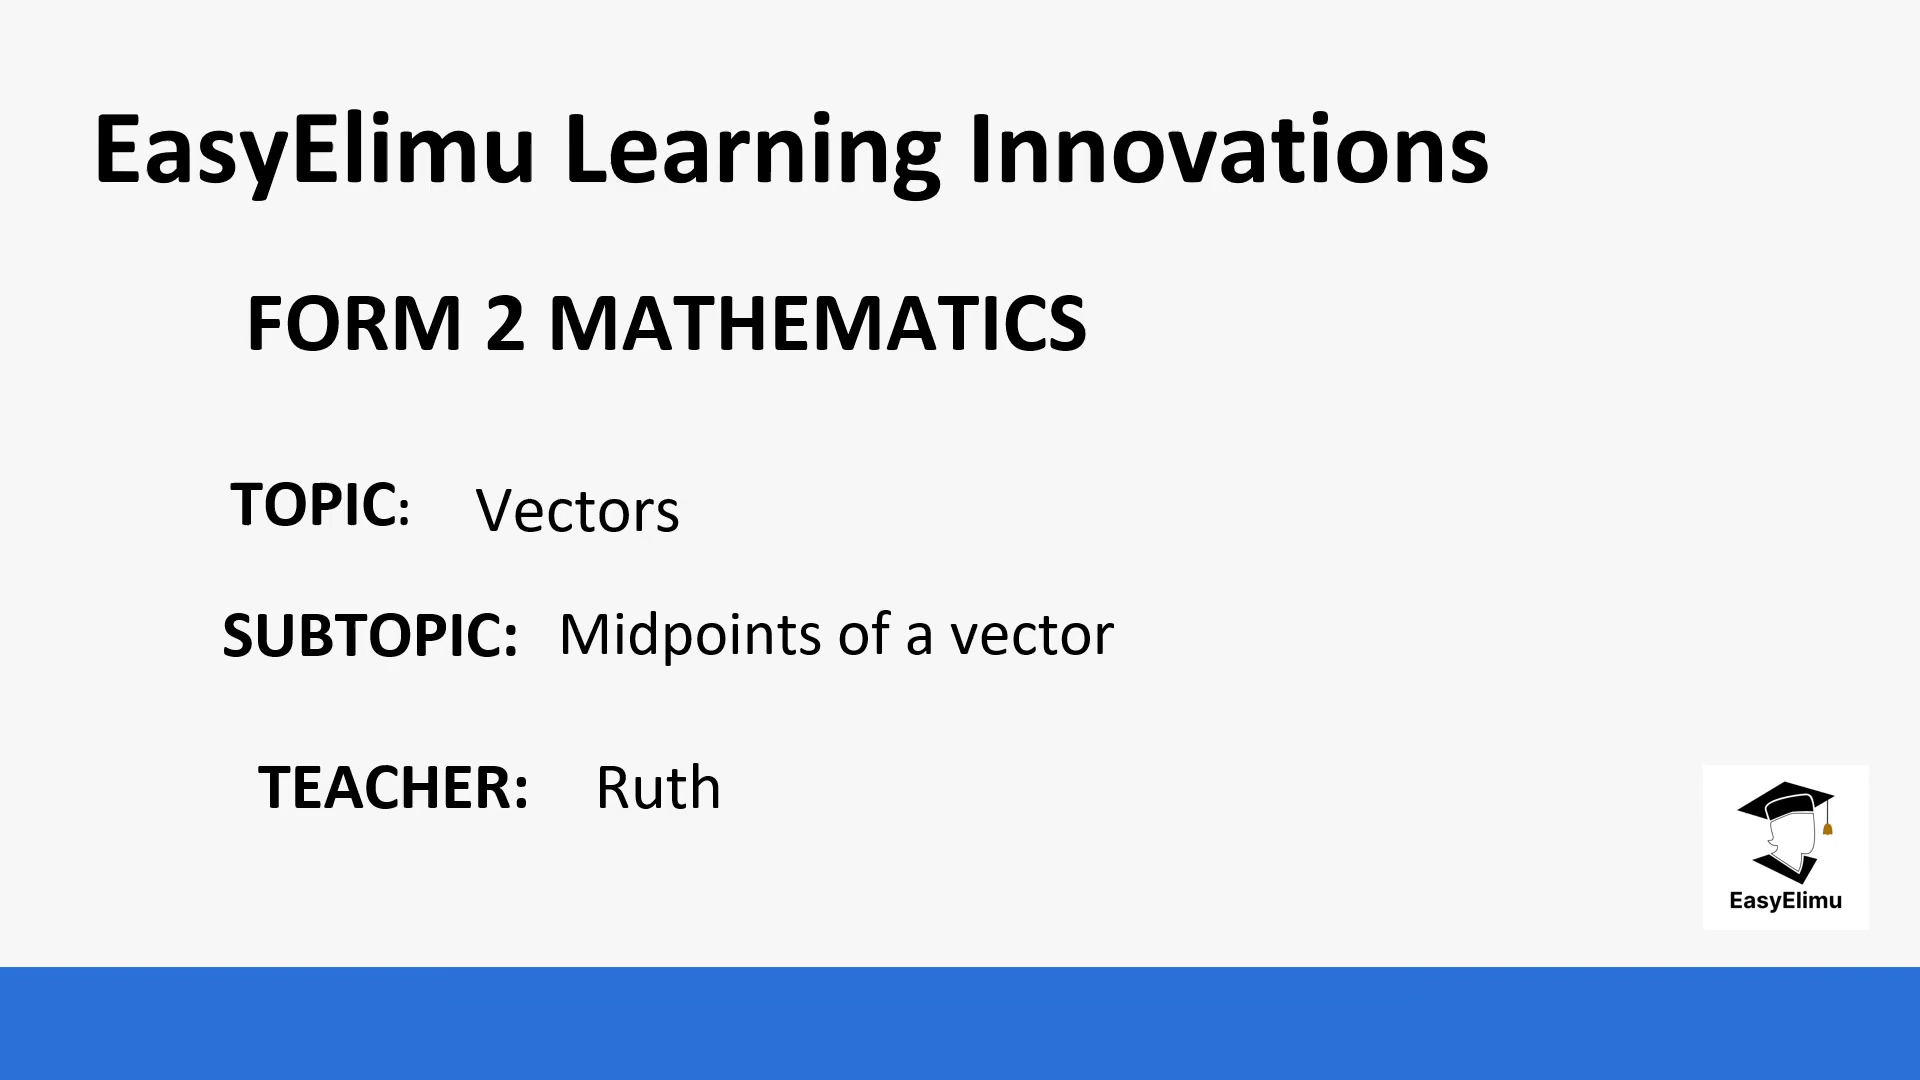 EasyElimu Learning Innovations
FORM 2 MATHEMATICS
TOPIC: Vectors
SUBTOPIC: Midpoints of a vector
TEACHER: Ruth
EasyElimu